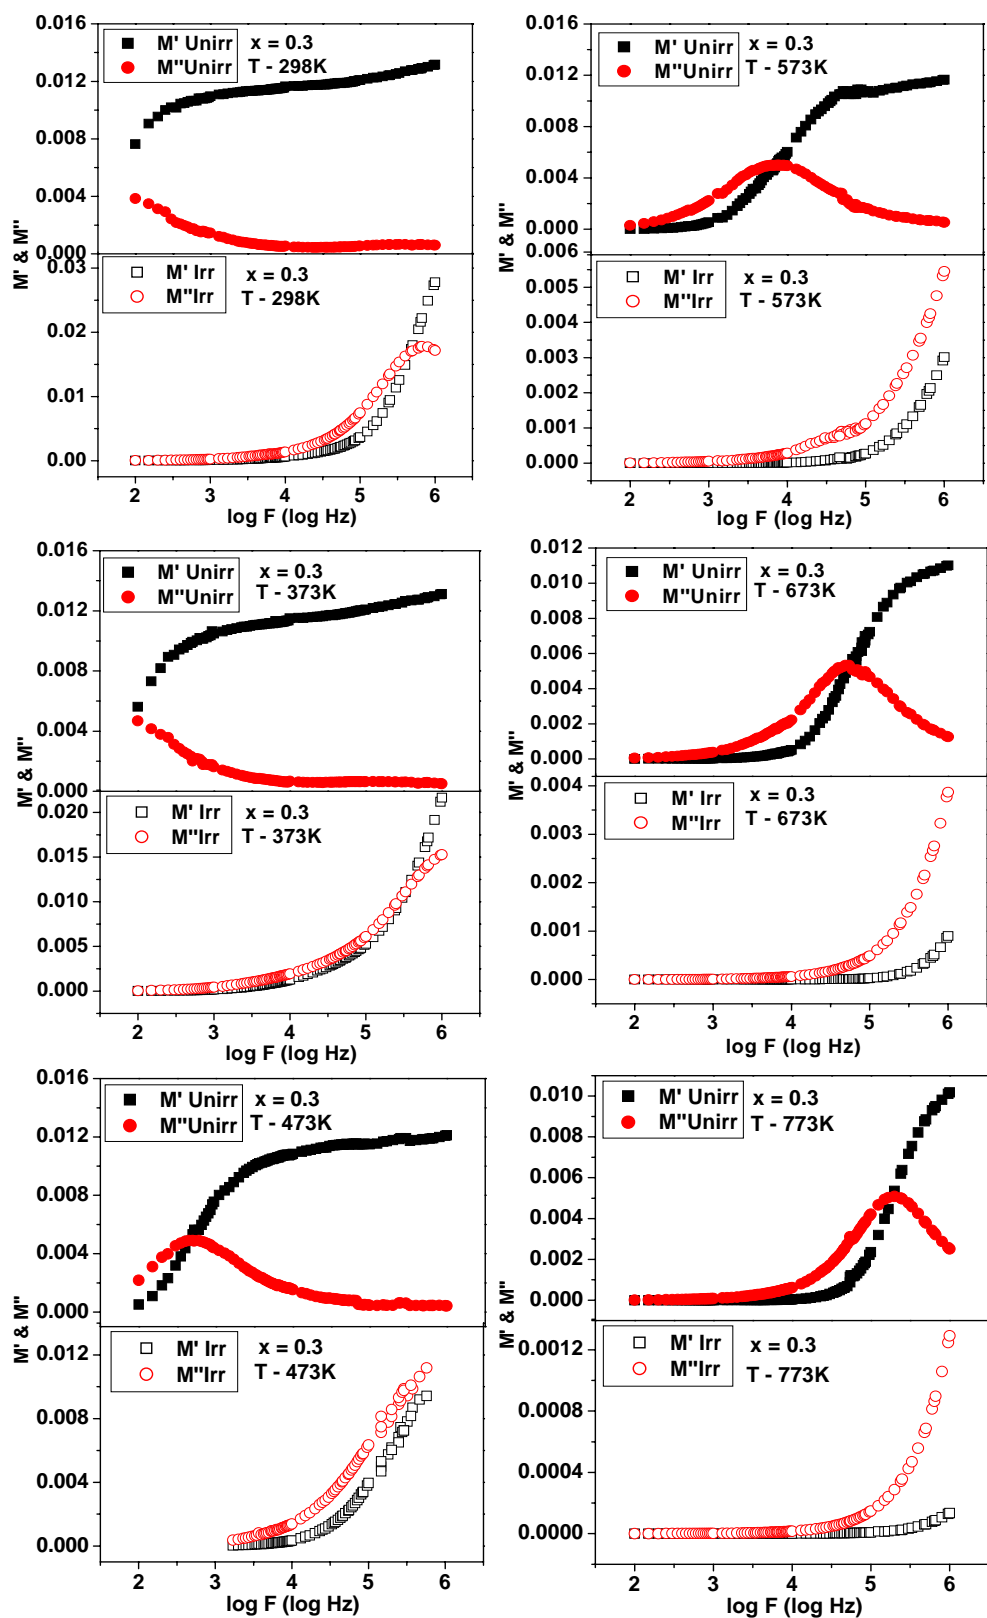 0.016
0.012
0.008
0.004
0.000
M' Unirr
M''Unirr
x = 0.3
T - 298K
0.03
0.02
0.01
0.00
M' Irr
M''Irr
x = 0.3
T - 298K
M' & M''
2 3 4 5 6
log F (log Hz)
0.016
0.012
0.008
0.004
0.000
M' Unirr
M''Unirr
x = 0.3
T - 573K
0.006
0.005
0.003
0.002
0.001
0.000
M' Irr
M''Irr
x = 0.3
T - 573K
M' & M''
2 3 4 5 6
log F (log Hz)
0.016
0.012
0.008
0.004
0.000
M' Unirr
M''Unirr
x = 0.3
T - 373K
0.020
0.015
0.010
0.005
0.000
M' Irr
M''Irr
x = 0.3
T - 373K
M' & M''
2 3 4 5 6
log F (log Hz)
0.012
0.010
0.008
0.006
0.004
0.002
0.000
M' Unirr
M''Unirr
x = 0.3
T - 673K
0.004
0.003
0.002
0.001
0.000
M' Irr
M''Irr
x = 0.3
T - 673K
M' & M''
2 3 4 5 6
log F (log Hz)
0.016
0.012
0.008
0.004
0.000
M' Unirr
M''Unirr
x = 0.3
T - 473K
0.012
0.008
0.004
0.000
M' Irr
M''Irr
x = 0.3
T - 473K
M' & M''
2 3 4 5 6
log F (log Hz)
0.010
0.008
0.006
0.004
0.002
0.000
M' Unirr
M''Unirr
x = 0.3
T - 773K
0.0012
0.0008
0.0004
0.0000
M' Irr
M''Irr
x = 0.3
T - 773K
M' & M''
2 3 4 5 6
log F (log Hz)